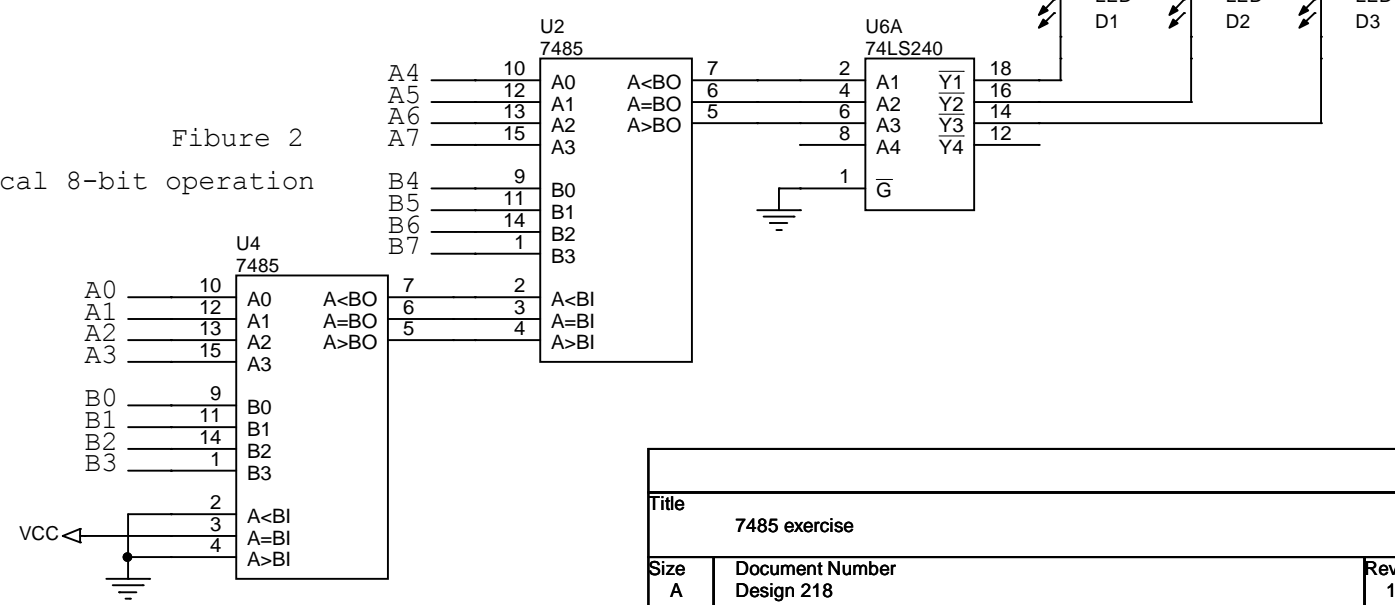 D1
D2
D3
U2
7485
U6A
74LS240
A4 10 A0 A<BO 7 2 A1 Y1 18
A5 12 A1 A=BO 6 4 A2 Y2 16
A6 13 A2 A>BO 5 6 A3 Y3 14
A7 15 A3 8 A4 Y4 12
Fibure 2
cal 8-bit operation
B4 9 B0 1 G
B5 11 B1
B6 14 B2
B7 1 B3
U4
7485
A0 10 A0 A<BO 7 2 A<BI
A1 12 A1 A=BO 6 3 A=BI
A2 13 A2 A>BO 5 4 A>BI
A3 15 A3
B0 9 B0
B1 11 B1
B2 14 B2
B3 1 B3
2 A<BI
VCC 3 A=BI
4 A>BI
Title
7485 exercise
Size Document Number Rev
A Design 218 1